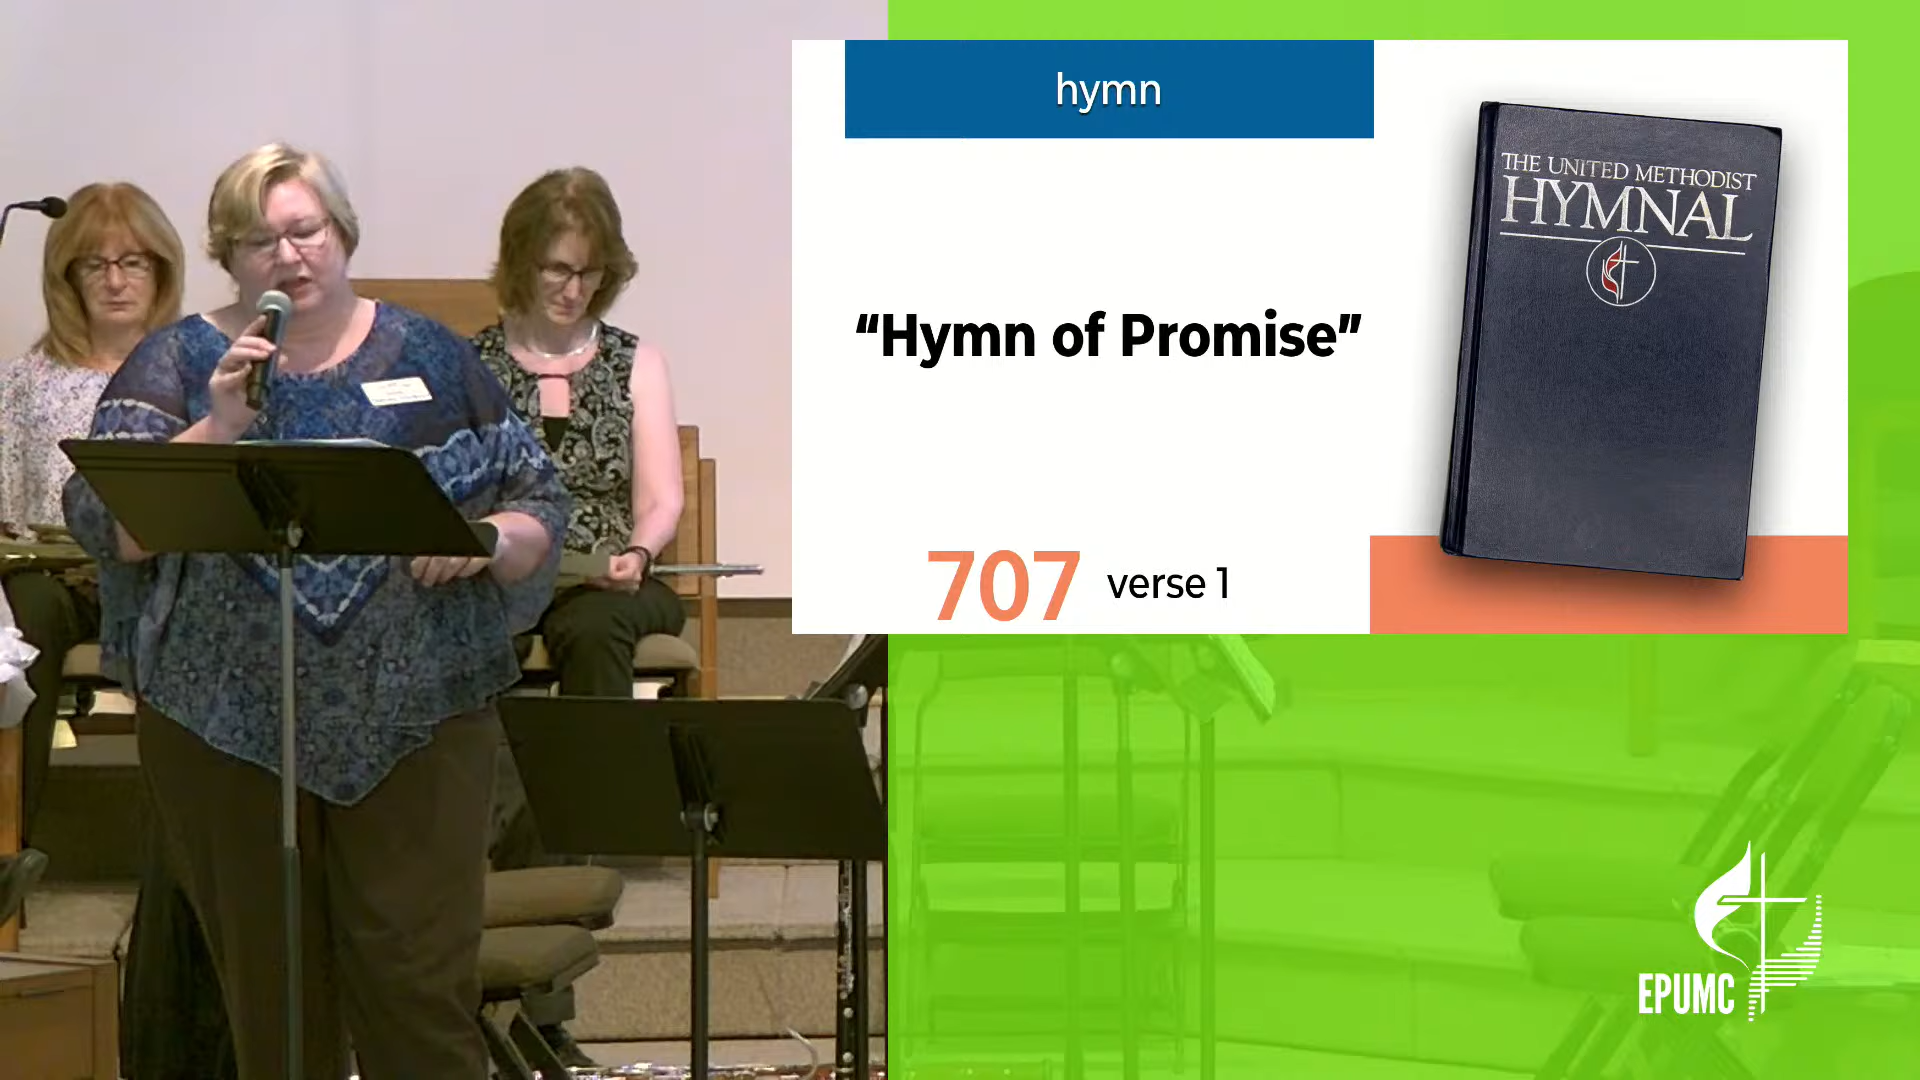 hymn
THE UNITED METHODIST
HYMNAL
“Hymn of Promise”
707 verse 1
EPUMC